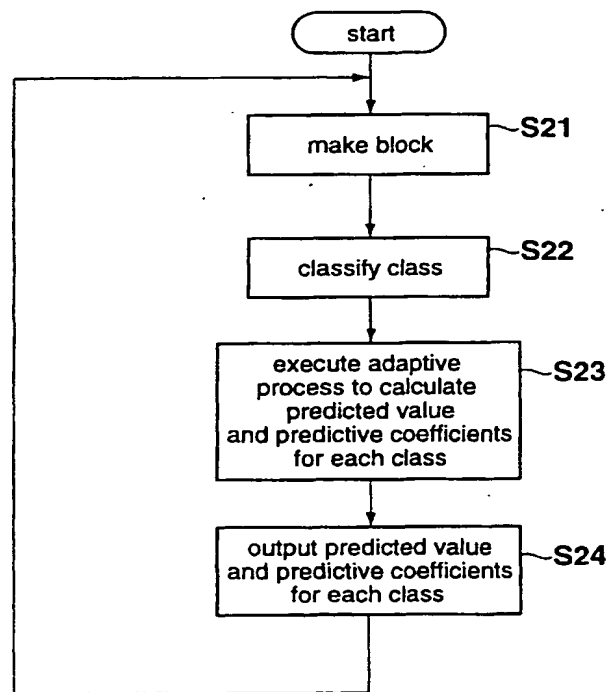 start
make block
S21
classify class
S22
execute adaptive
process to calculate
predicted value
and predictive coefficients
for each class
S23
output predicted value
and predictive coefficients
for each class
S24